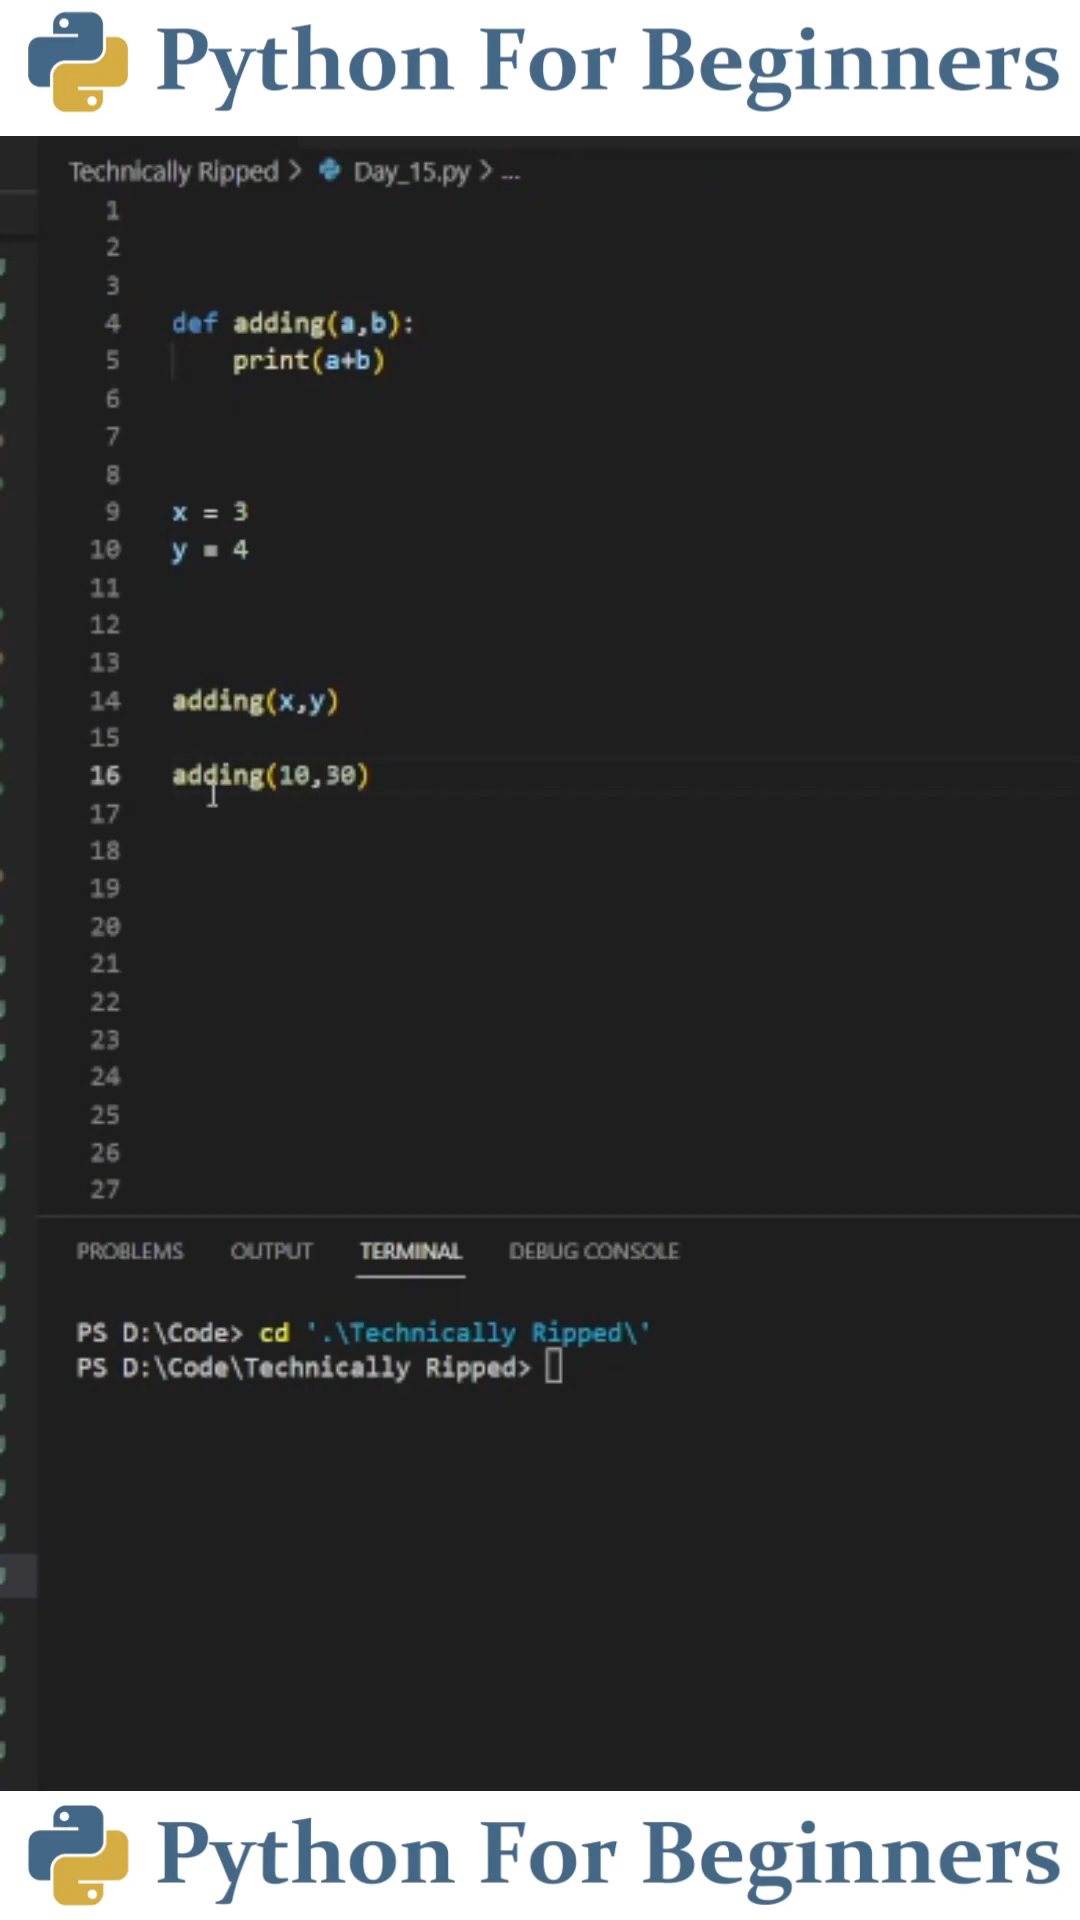 Python For Beginners
Technically Ripped > Day_15.py > ...
1
2
3
4 def adding(a,b):
5 print(a+b)
6
7
8
9 x = 3
10 y = 4
11
12
13
14 adding(x,y)
15
16 adding(10,30)
17
18
19
20
21
22
23
24
25
26
27
PROBLEMS OUTPUT TERMINAL DEBUG CONSOLE
PS D:\Code> cd '.\Technically Ripped\'
PS D:\Code\Technically Ripped>
Python For Beginners